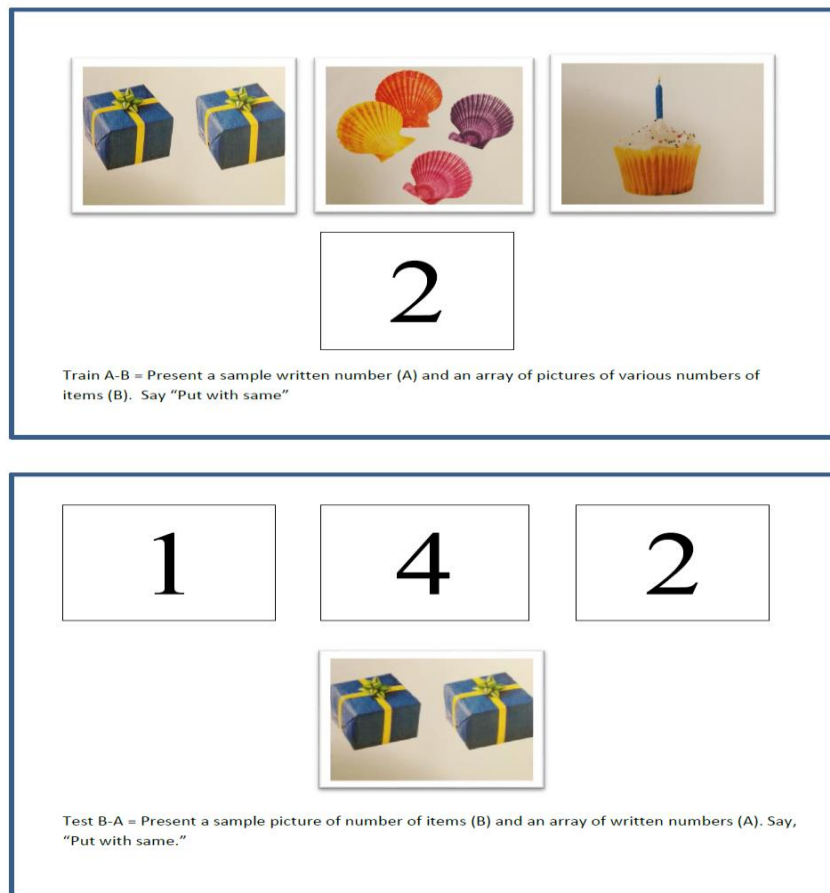 2
Train A-B = Present a sample written number (A) and an array of pictures of various numbers of
items (B).  Say “Put with same”
1 4 2
Test B-A = Present a sample picture of number of items (B) and an array of written numbers (A). Say,
“Put with same.”